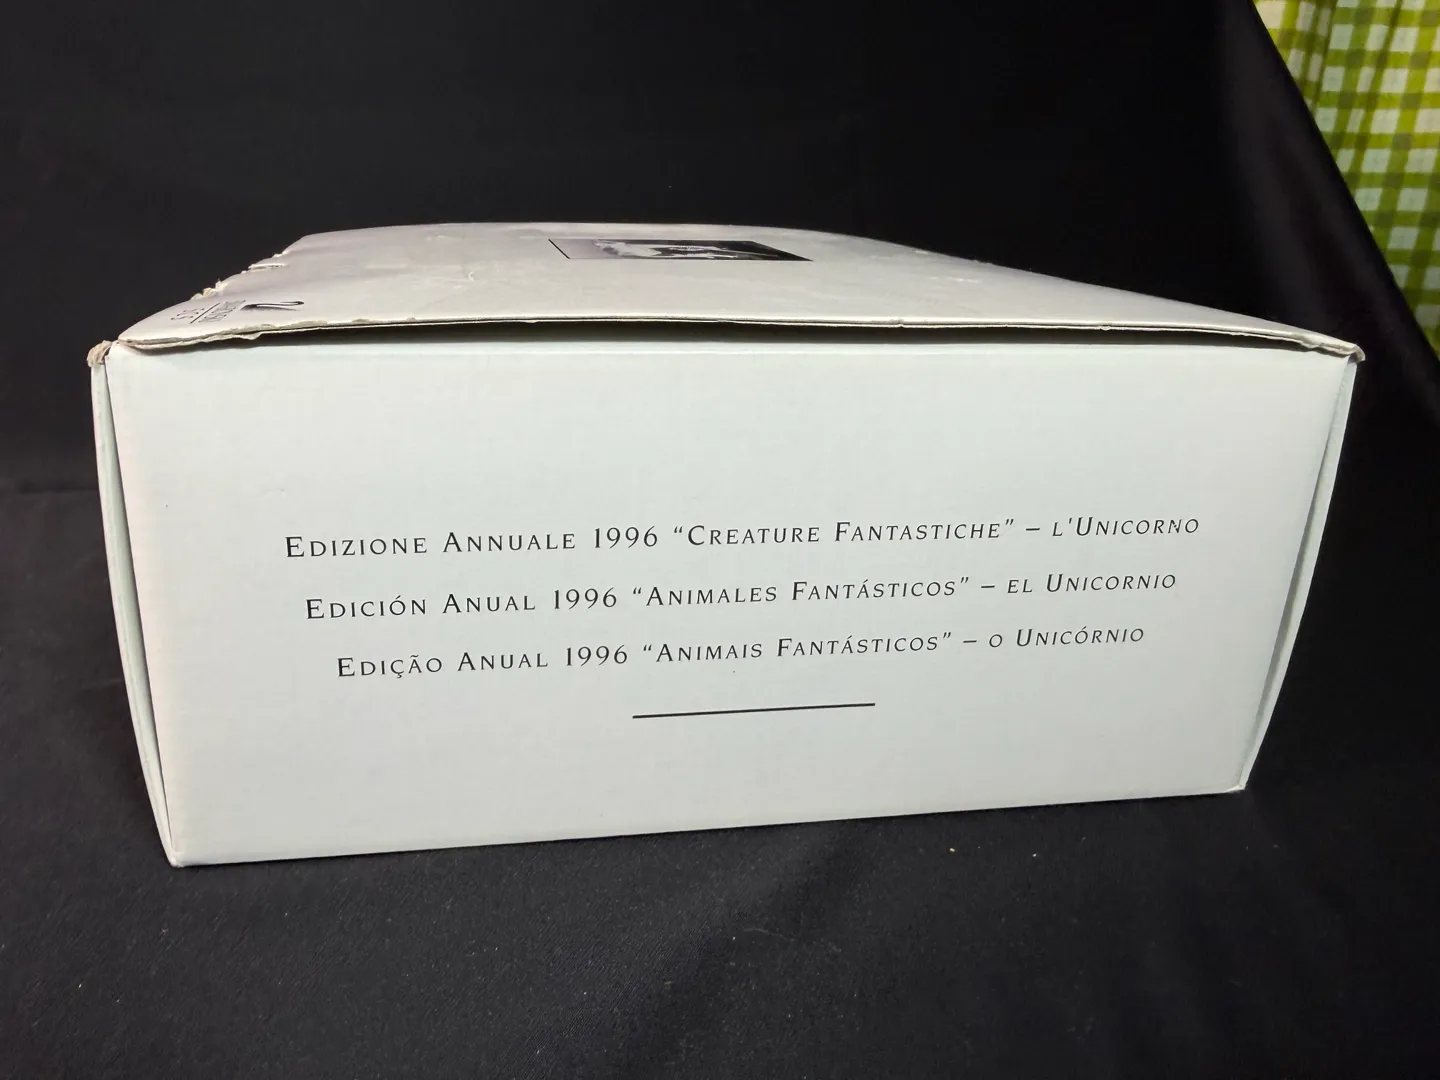 Edizione Annuale 1996 “Creature Fantastiche” – l'Unicorno
Edición Anual 1996 “Animales Fantásticos” – el Unicornio
Edição Anual 1996 “Animais Fantásticos” – o Unicórnio